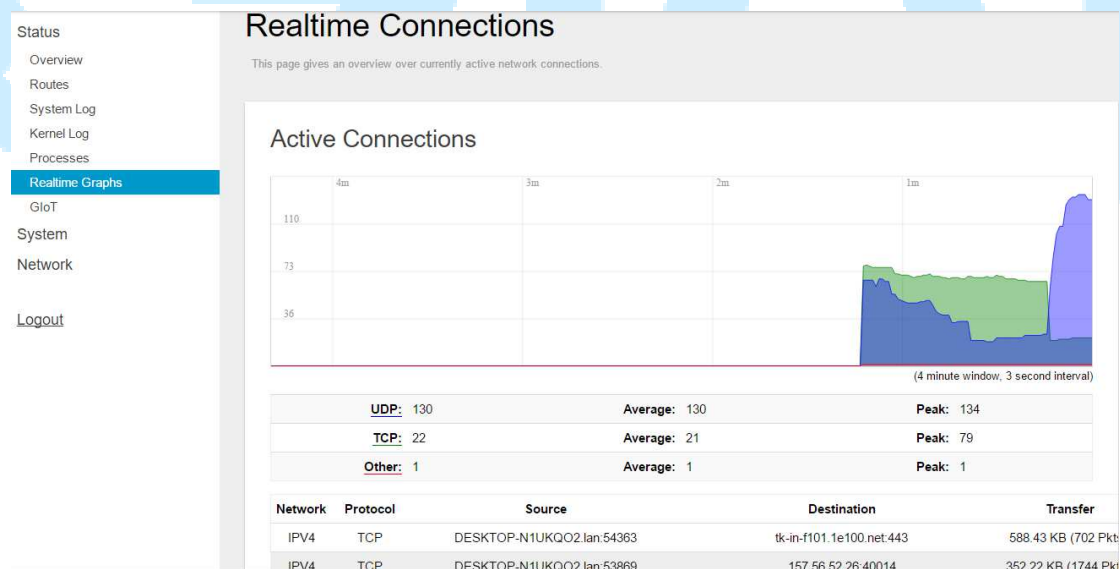 Status
Overview
Routes
System Log
Kernel Log
Processes
Realtime Graphs
GIoT
System
Network
Logout
Realtime Connections
This page gives an overview over currently active network connections.
Active Connections
4m 3m 2m 1m
110
73
36
(4 minute window, 3 second interval)
UDP: 130 Average: 130 Peak: 134
TCP: 22 Average: 21 Peak: 79
Other: 1 Average: 1 Peak: 1
Network Protocol Source Destination Transfer
IPV4 TCP DESKTOP-N1UKQO2.lan:54363 tk-in-f101.1e100.net:443 588.43 KB (702 Pkts
IPV4 TCP DESKTOP-N1UKQO2.lan:53869 157.56.52.26:40014 352.22 KB (1744 Pkt